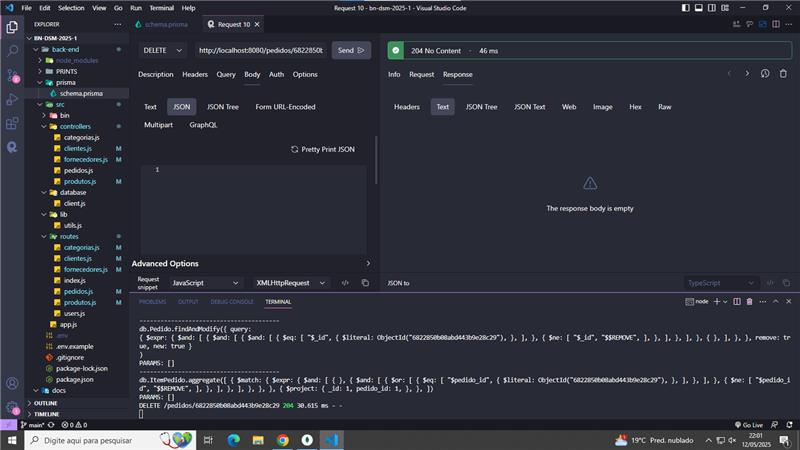 File Edit Selection View Go Run Terminal Help
Request 10 - bn-dsm-2025-1 - Visual Studio Code
EXPLORER
BN-DSM-2025-1
back-end
node_modules
PRINTS
prisma
schema.prisma
src
bin
controllers
categorias.js
clientes.js M
fornecedores.js M
pedidos.js
produtos.js M
database
client.js
lib
utils.js
routes
categorias.js M
clientes.js M
fornecedores.js M
index.js
pedidos.js M
produtos.js M
users.js
app.js
.env
.env.example
.gitignore
package-lock.json
package.json
docs
OUTLINE
TIMELINE
schema.prisma
Request 10
DELETE http://localhost:8080/pedidos/6822850b Send
Description Headers Query Body Auth Options
Text JSON JSON Tree Form URL-Encoded
Multipart GraphQL
Pretty Print JSON
1
Advanced Options
Request snippet JavaScript XMLHttpRequest
204 No Content - 46 ms
Info Request Response
Headers Text JSON Tree JSON Text Web Image Hex Raw
The response body is empty
JSON to TypeScript
PROBLEMS OUTPUT DEBUG CONSOLE TERMINAL
node
----------------------------------------
db.Pedido.findAndModify({ query:
{ $expr: { $and: [ { $and: [ { $and: [ { $eq: [ "$_id", { $literal: ObjectId("6822850b08abd443b9e28c29"), }, ], }, { $ne: [ "$_id", "$$REMOVE", ], }, ], }, ], }, { }, ], }, }, remove: tr
ue, new: true }
)
PARAMS: []
----------------------------------------
db.ItemPedido.aggregate([ { $match: { $expr: { $and: [ { }, { $and: [ { $or: [ { $eq: [ "$pedido_id", { $literal: ObjectId("6822850b08abd443b9e28c29"), }, ], }, ], }, { $ne: [ "$pedido_i
d", "$$REMOVE", ], }, ], }, ], }, }, }, { $project: { _id: 1, pedido_id: 1, }, }, ])
PARAMS: []
DELETE /pedidos/6822850b08abd443b9e28c29 204 30.615 ms - -
main* 0 0
Go Live
Digite aqui para pesquisar
19°C Pred. nublado
22:01
12/05/2025